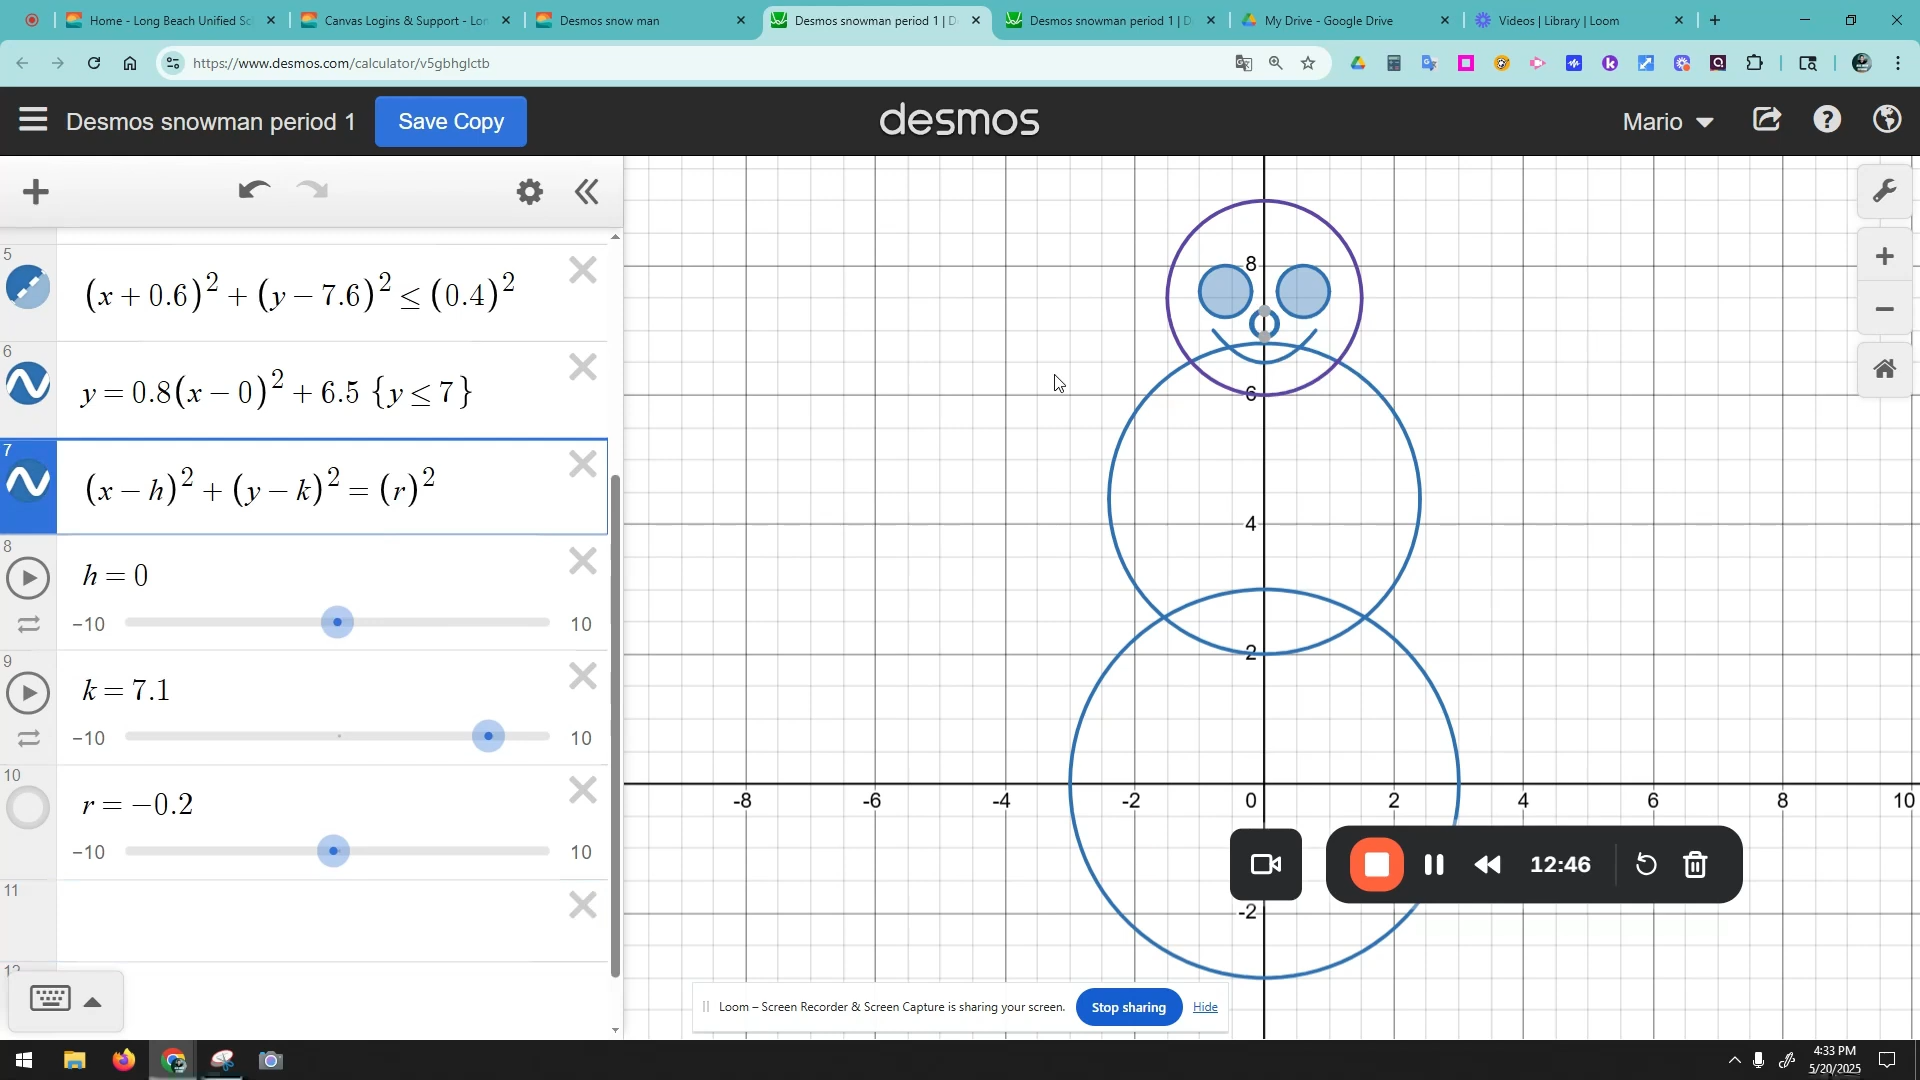 Home - Long Beach Unified Sc
Canvas Logins & Support - Lon
Desmos snow man
Desmos snowman period 1 | D
Desmos snowman period 1 | D
My Drive - Google Drive
Videos | Library | Loom
https://www.desmos.com/calculator/v5gbhglctb
Desmos snowman period 1
Save Copy
desmos
Mario
5
(x + 0.6)² + (y − 7.6)² ≤ (0.4)²
6
y = 0.8(x − 0)² + 6.5 {y ≤ 7}
7
(x − h)² + (y − k)² = (r)²
8
h = 0
−10
10
9
k = 7.1
−10
10
10
r = −0.2
−10
10
11
12
8
6
4
2
-8
-6
-4
-2
0
2
4
6
8
10
-2
12:46
Loom – Screen Recorder & Screen Capture is sharing your screen.
Stop sharing
Hide
4:33 PM
5/20/2025